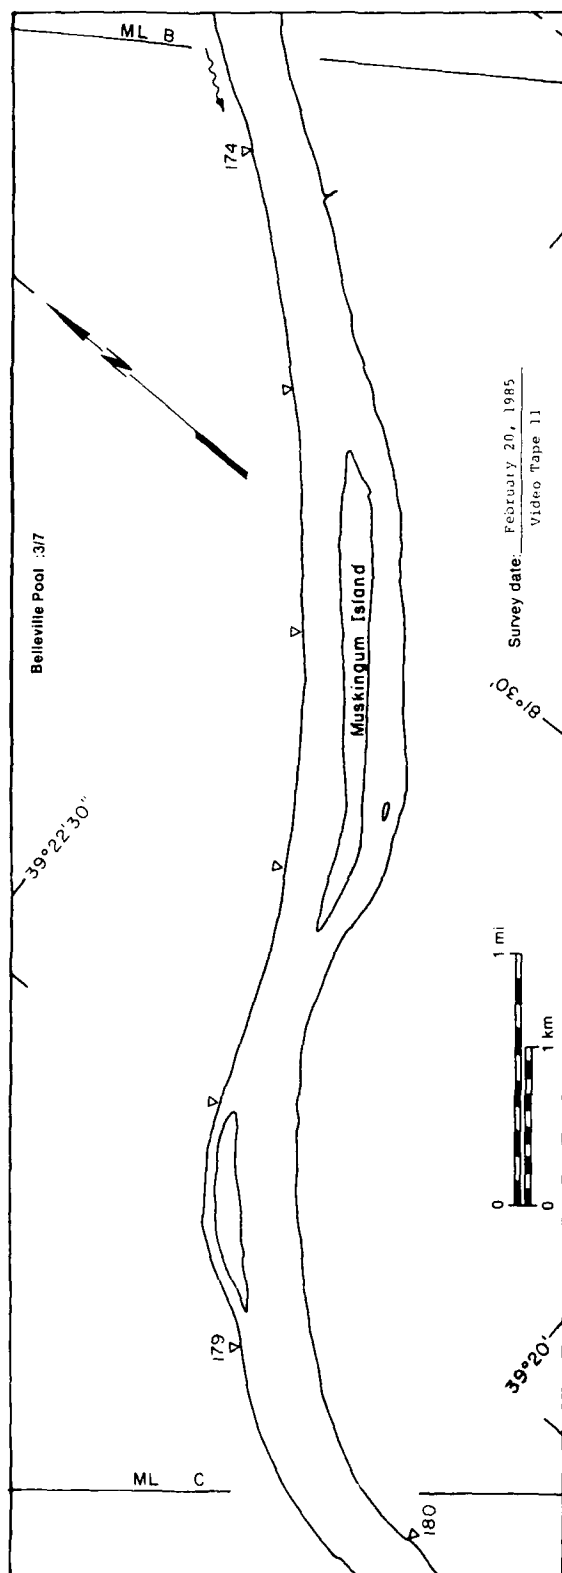 ML B
174
Belleville Pool :3/7
Muskingum Island
Survey date: February 20, 1985
Video Tape 11
81°30'
39°22'30"
1 mi
0
1 km
0
179
39°20'
ML C
180
N